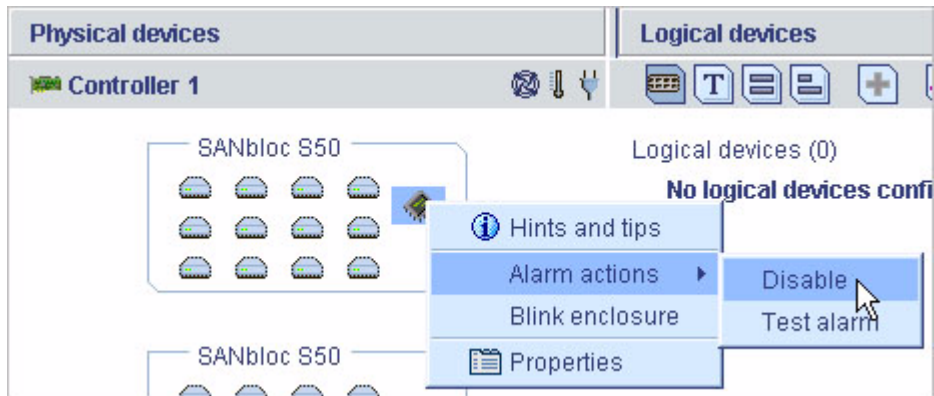 Physical devices
Logical devices
Controller 1
T
SANbloc S50
Logical devices (0)
No logical devices confi
Hints and tips
Alarm actions
Disable
Blink enclosure
Test alarm
SANbloc S50
Properties